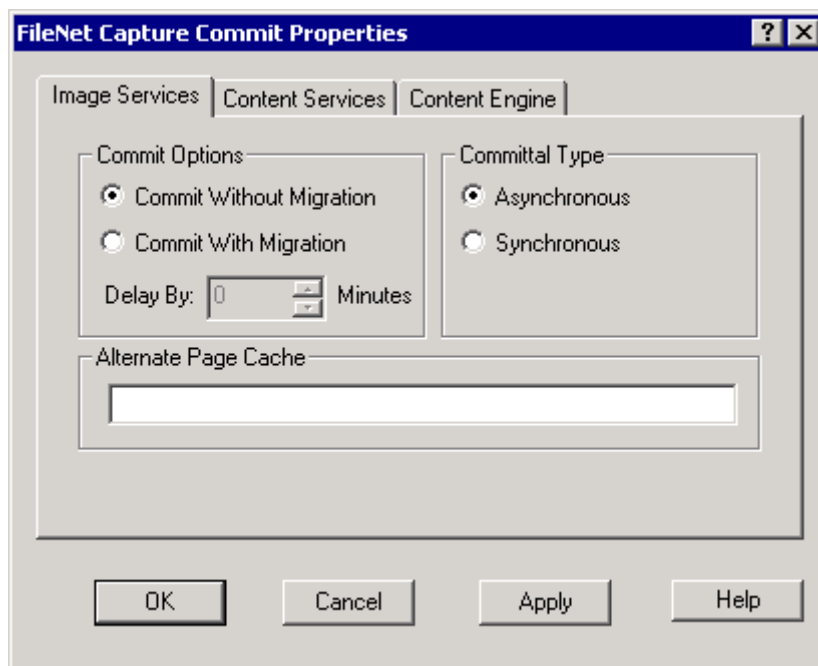 FileNet Capture Commit Properties
Image Services
Content Services
Content Engine
Commit Options
Commit Without Migration
Commit With Migration
Delay By: 0 Minutes
Committal Type
Asynchronous
Synchronous
Alternate Page Cache
OK
Cancel
Apply
Help